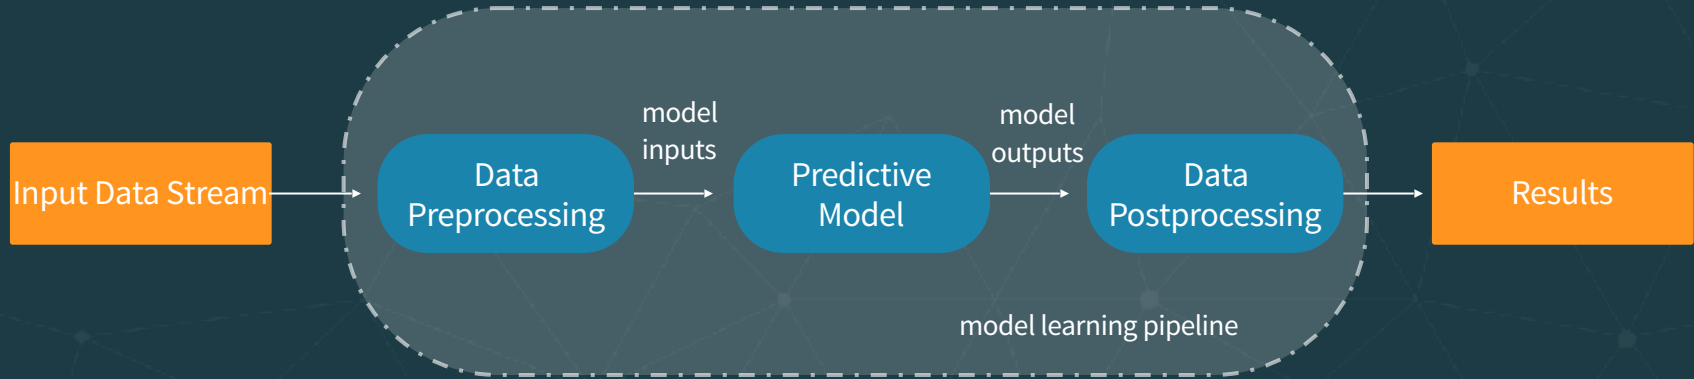 Input Data Stream
Data
Preprocessing
model
inputs
Predictive
Model
model
outputs
Data
Postprocessing
Results
model learning pipeline